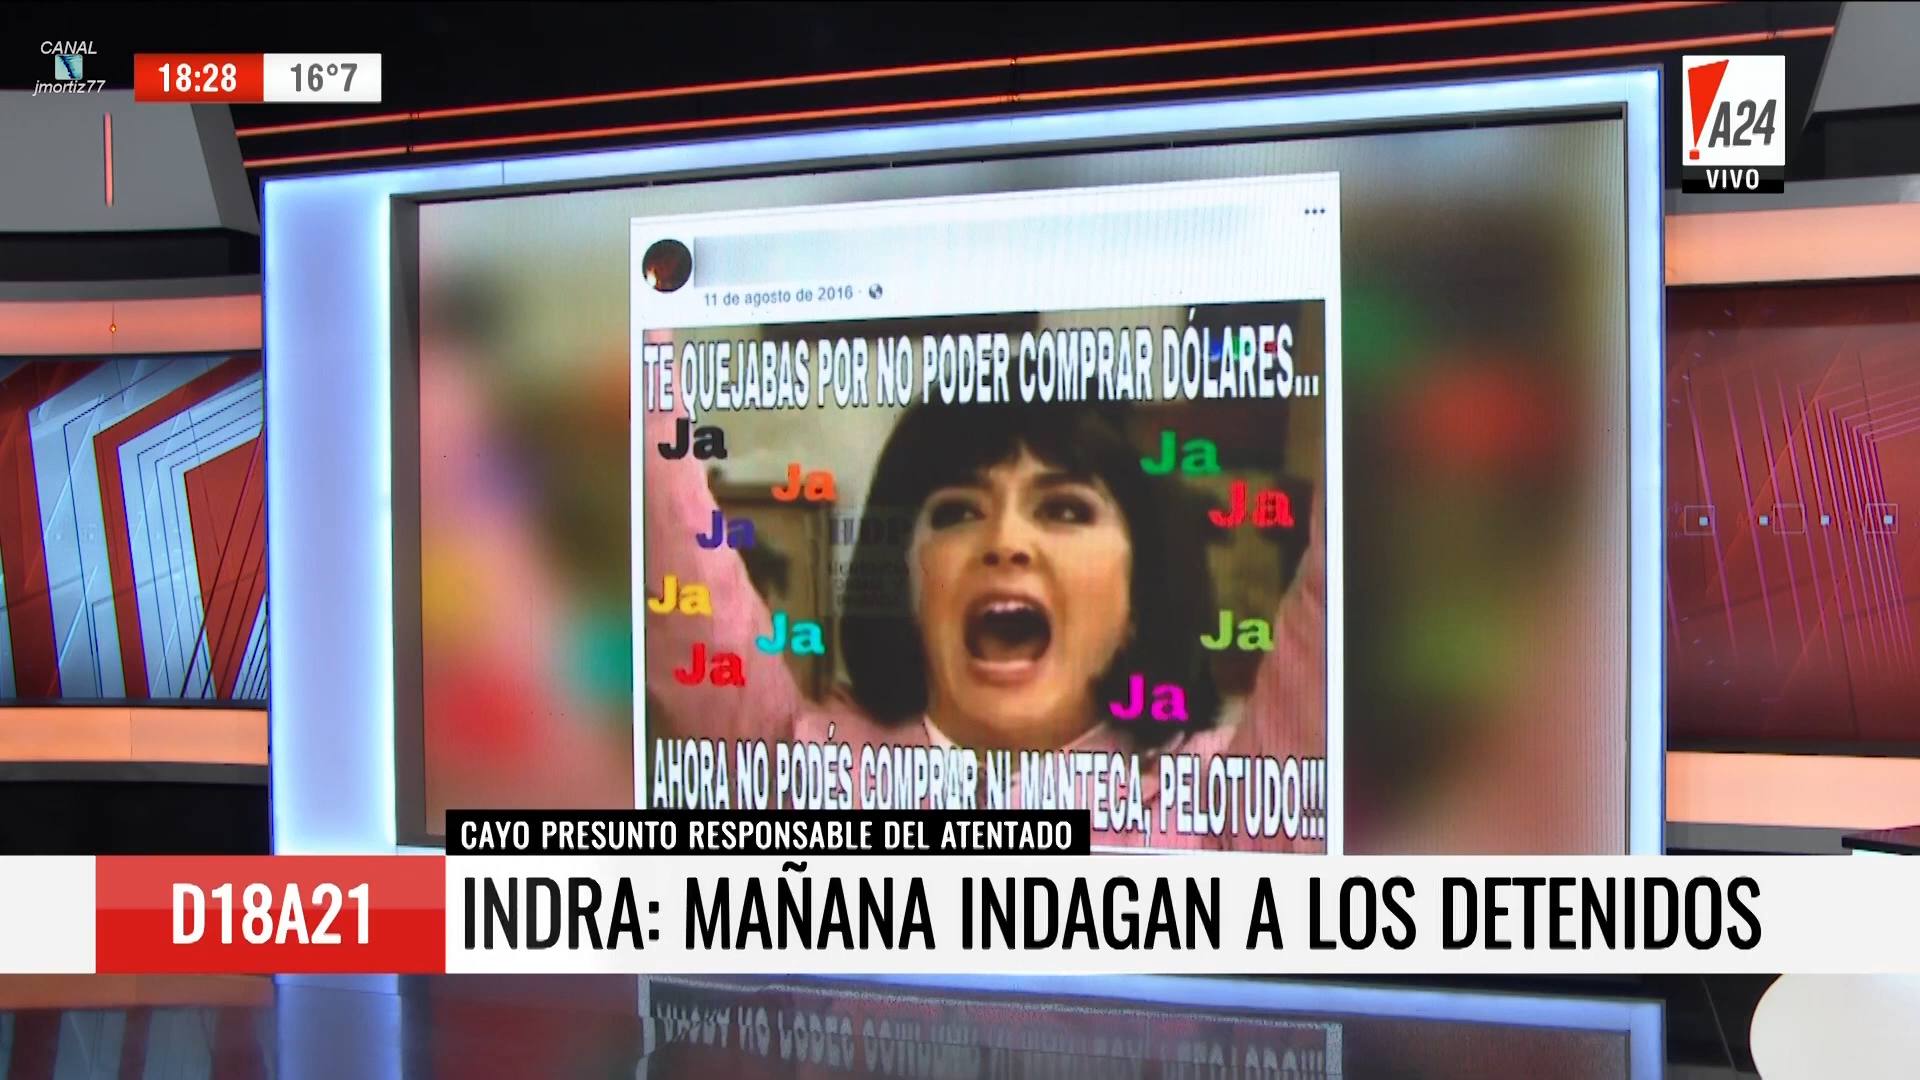 CANAL
jmortiz77
18:28
16°7
A24
VIVO
11 de agosto de 2016
TE QUEJABAS POR NO PODER COMPRAR DÓLARES...
Ja
Ja
Ja
Ja
Ja
Ja
Ja
Ja
Ja
Ja
HDP
AHORA NO PODÉS COMPRAR NI MANTECA, PELOTUDO!!!
CAYO PRESUNTO RESPONSABLE DEL ATENTADO
D18A21
INDRA: MAÑANA INDAGAN A LOS DETENIDOS